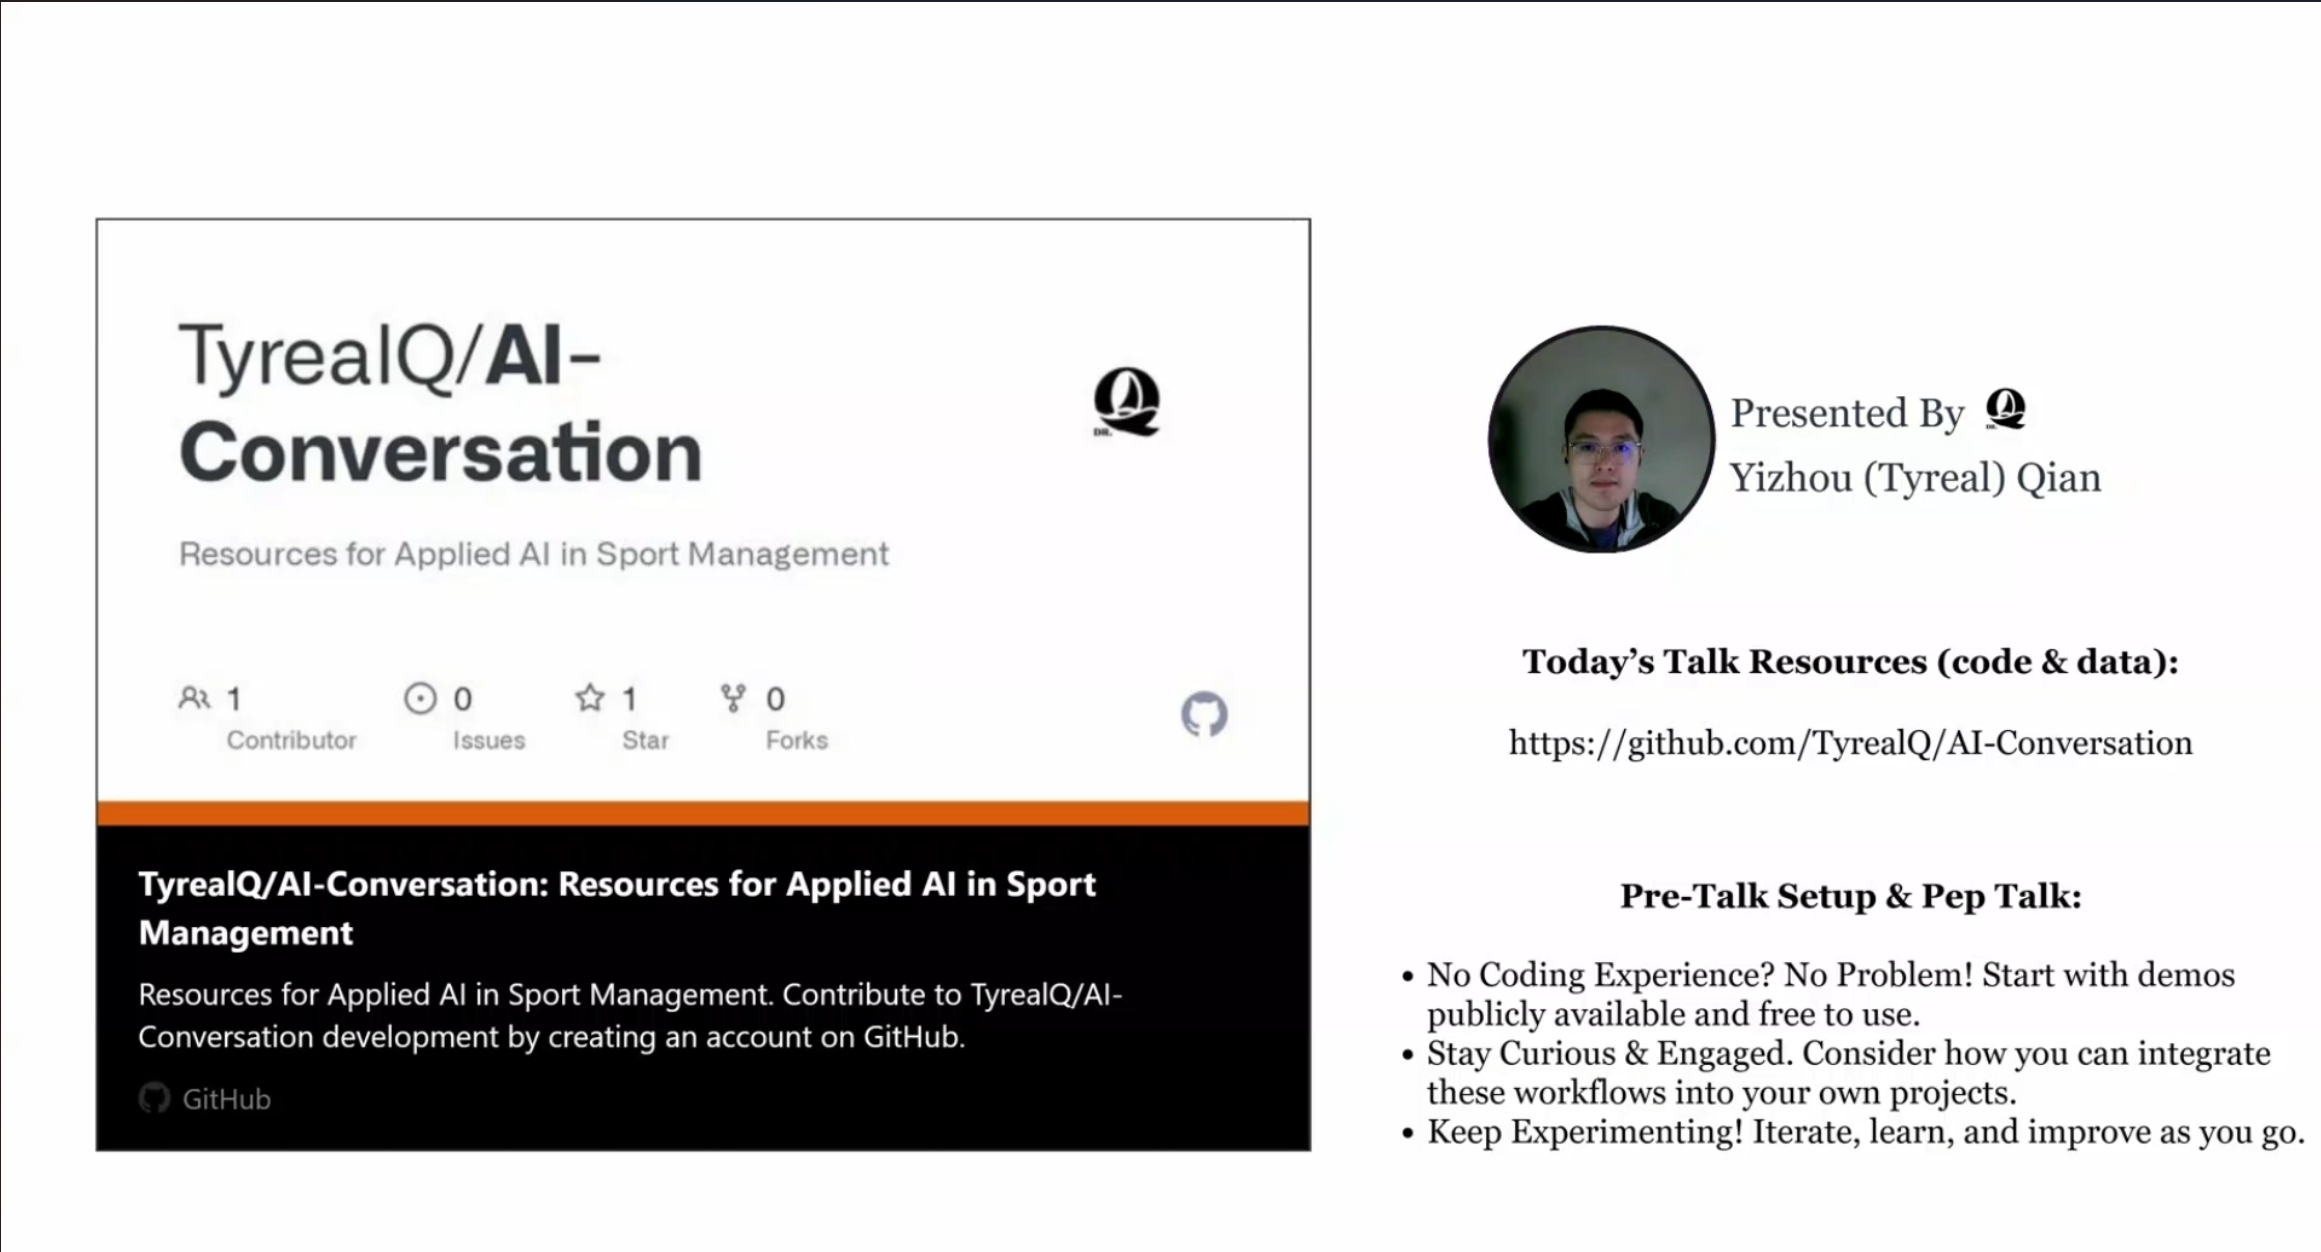 TyrealQ/AI-
Conversation
Resources for Applied AI in Sport Management
1
Contributor
0
Issues
1
Star
0
Forks
DR.
TyrealQ/AI-Conversation: Resources for Applied AI in Sport
Management
Resources for Applied AI in Sport Management. Contribute to TyrealQ/AI-
Conversation development by creating an account on GitHub.
GitHub
Presented By
DR.
Yizhou (Tyreal) Qian
Today’s Talk Resources (code & data):
https://github.com/TyrealQ/AI-Conversation
Pre-Talk Setup & Pep Talk:
• No Coding Experience? No Problem! Start with demos
publicly available and free to use.
• Stay Curious & Engaged. Consider how you can integrate
these workflows into your own projects.
• Keep Experimenting! Iterate, learn, and improve as you go.